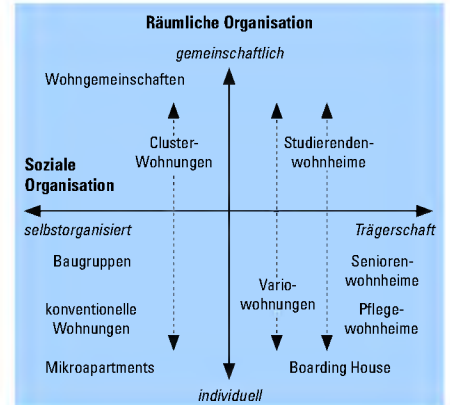 Räumliche Organisation
gemeinschaftlich
Wohngemeinschaften
Cluster-
Wohnungen
Studierenden-
wohnheime
Soziale
Organisation
selbstorganisiert
Trägerschaft
Baugruppen
Senioren-
wohnheime
Vario-
wohnungen
konventionelle
Wohnungen
Pflege-
wohnheime
Mikroapartments
Boarding House
individuell